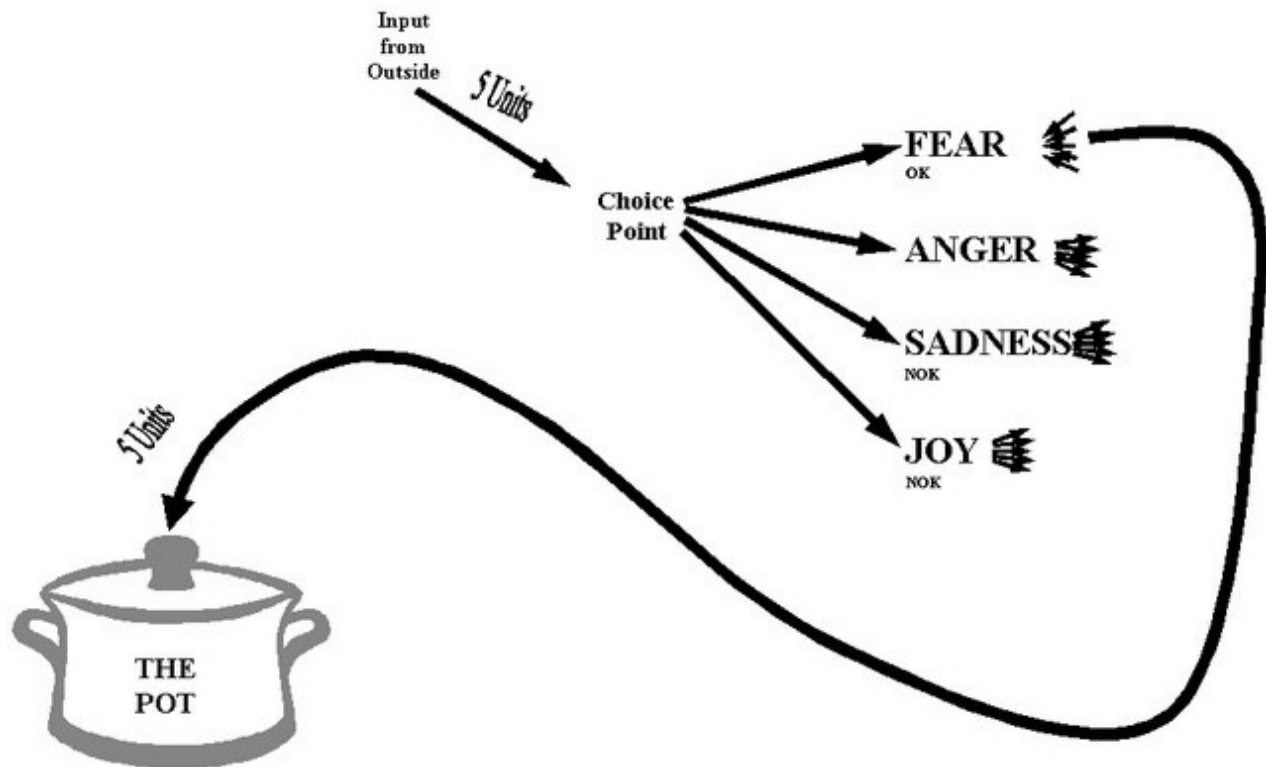 Input
from
Outside
5 Units
Choice
Point
FEAR
OK
ANGER
SADNESS
NOK
JOY
NOK
5 Units
THE
POT